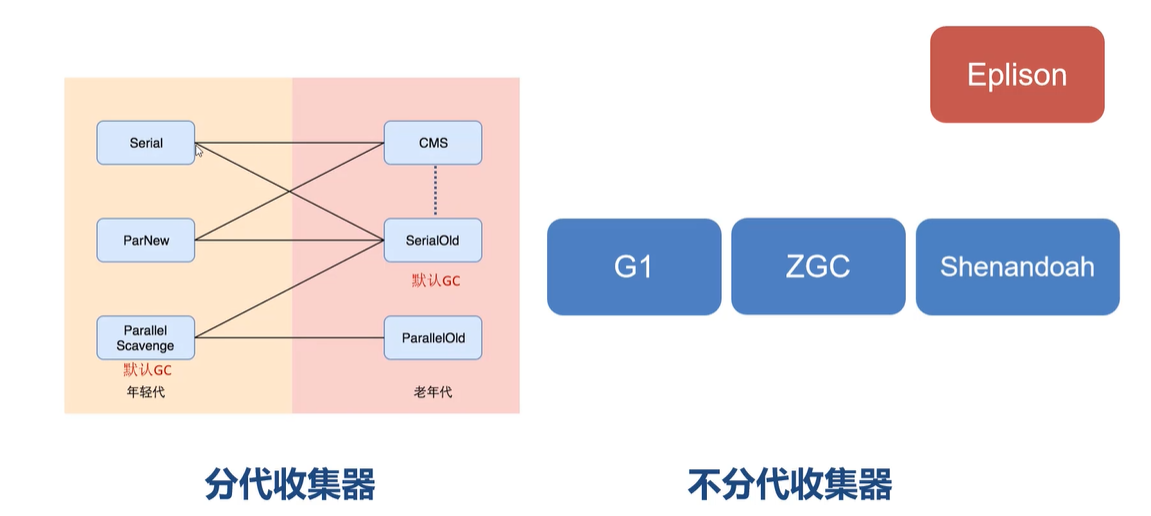 Eplison
Serial
CMS
ParNew
SerialOld
默认GC
Parallel
Scavenge
ParallelOld
默认GC
年轻代
老年代
G1
ZGC
Shenandoah
分代收集器
不分代收集器